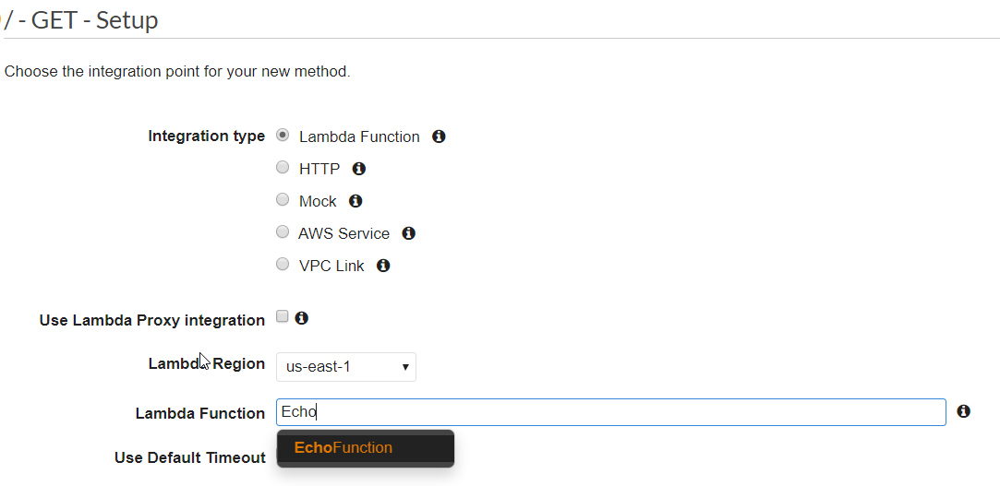 / - GET - Setup
Choose the integration point for your new method.
Integration type Lambda Function
HTTP
Mock
AWS Service
VPC Link
Use Lambda Proxy integration
Lambda Region us-east-1
Lambda Function Echo
EchoFunction
Use Default Timeout